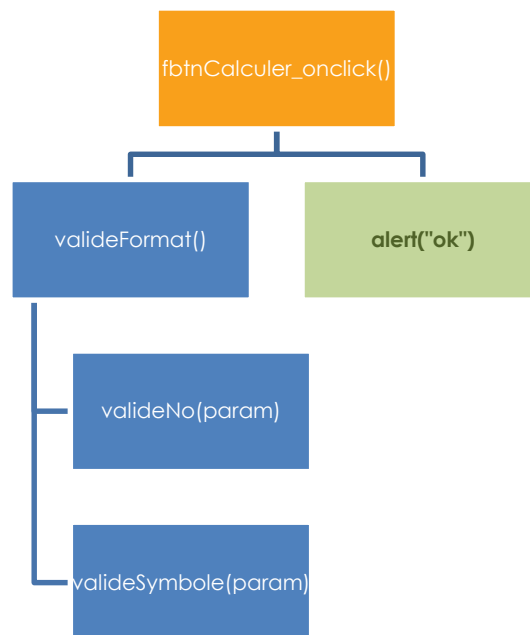 fbtnCalculer_onclick()
valideFormat()
alert("ok")
valideNo(param)
valideSymbole(param)